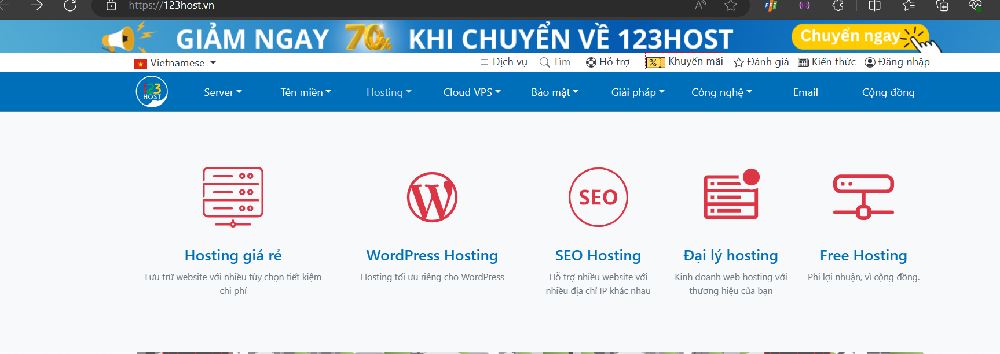 https://123host.vn
FPT
GIẢM NGAY 70% KHI CHUYỂN VỀ 123HOST
Chuyển ngay
Vietnamese
Dịch vụ
Tìm
Hỗ trợ
Khuyến mãi
Đánh giá
Kiến thức
Đăng nhập
123
HOST
Server
Tên miền
Hosting
Cloud VPS
Bảo mật
Giải pháp
Công nghệ
Email
Cộng đồng
SEO
Hosting giá rẻ
Lưu trữ website với nhiều tùy chọn tiết kiệm
chi phí
WordPress Hosting
Hosting tối ưu riêng cho WordPress
SEO Hosting
Hỗ trợ nhiều website với
nhiều địa chỉ IP khác nhau
Đại lý hosting
Kinh doanh web hosting với
thương hiệu của bạn
Free Hosting
Phi lợi nhuận, vì cộng đồng.